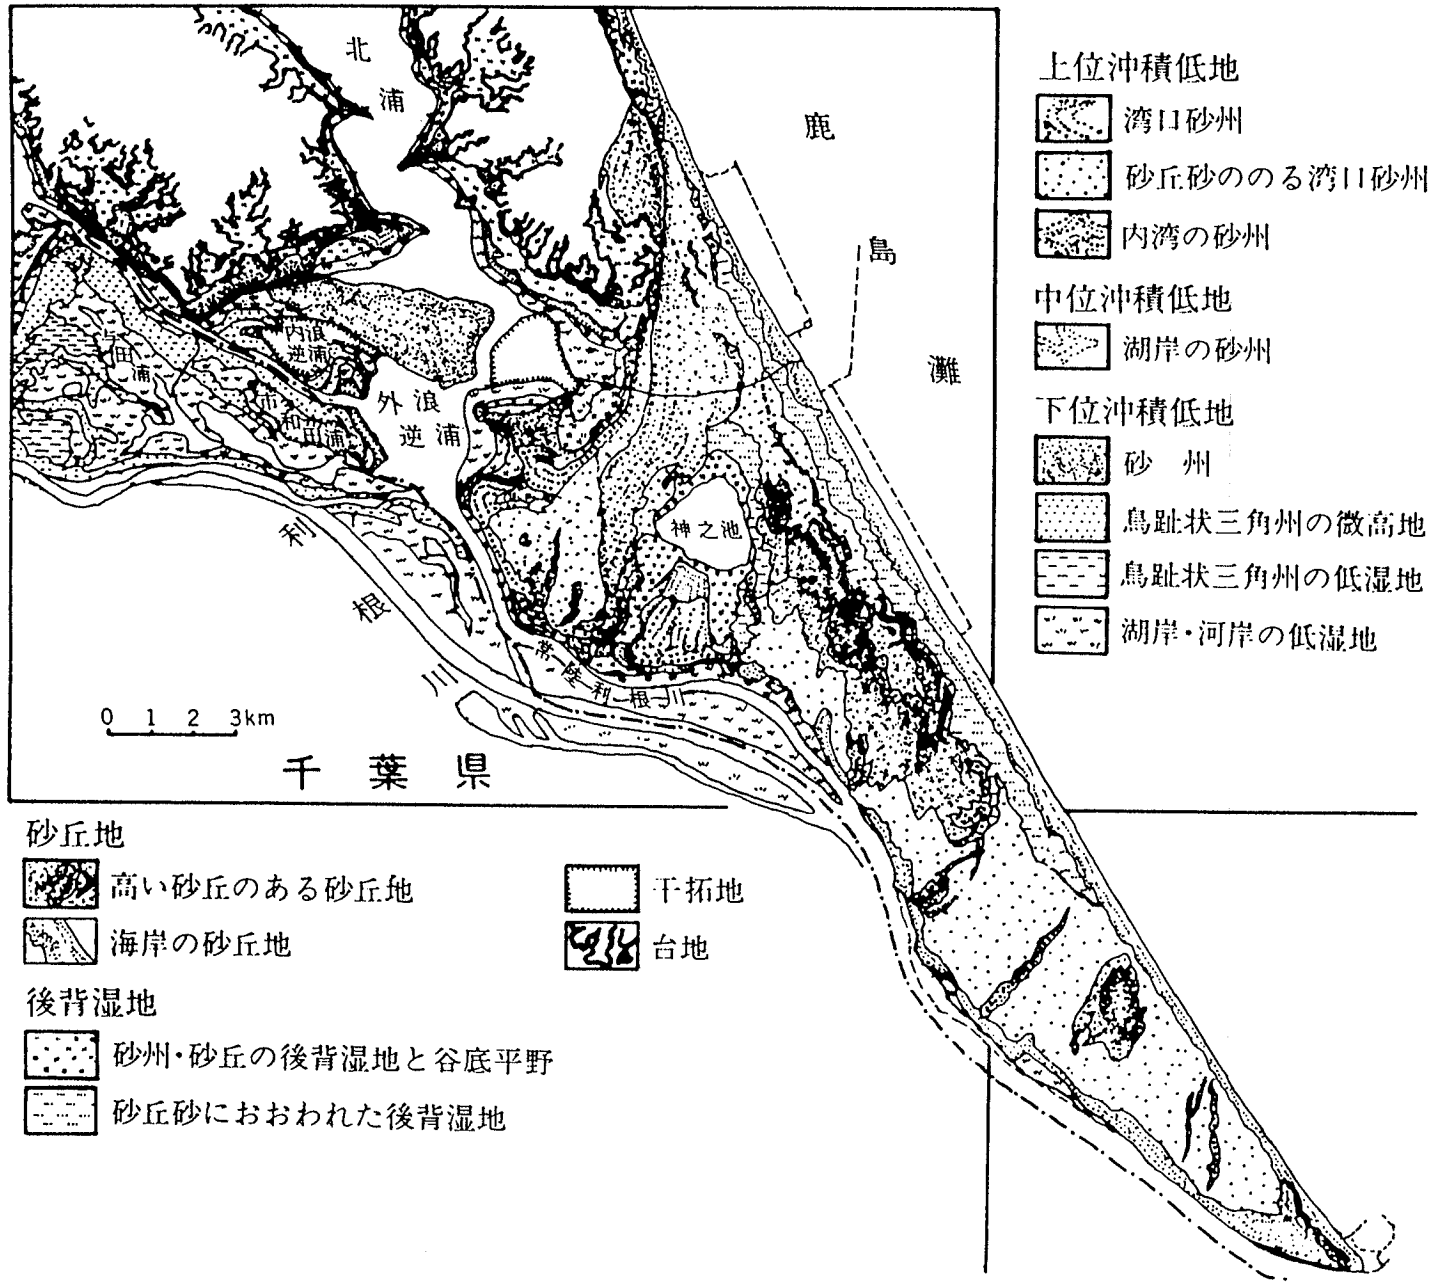 北浦
鹿島灘
内浪逆浦
与田浦
外浪逆浦
市和田浦
神之池
利根川
常陸利根川
0 1 2 3km
千葉県
上位沖積低地
湾口砂州
砂丘砂ののる湾口砂州
内湾の砂州
中位沖積低地
湖岸の砂州
下位沖積低地
砂 州
鳥趾状三角州の微高地
鳥趾状三角州の低湿地
湖岸・河岸の低湿地
砂丘地
高い砂丘のある砂丘地
海岸の砂丘地
後背湿地
砂州・砂丘の後背湿地と谷底平野
砂丘砂におおわれた後背湿地
干拓地
台地